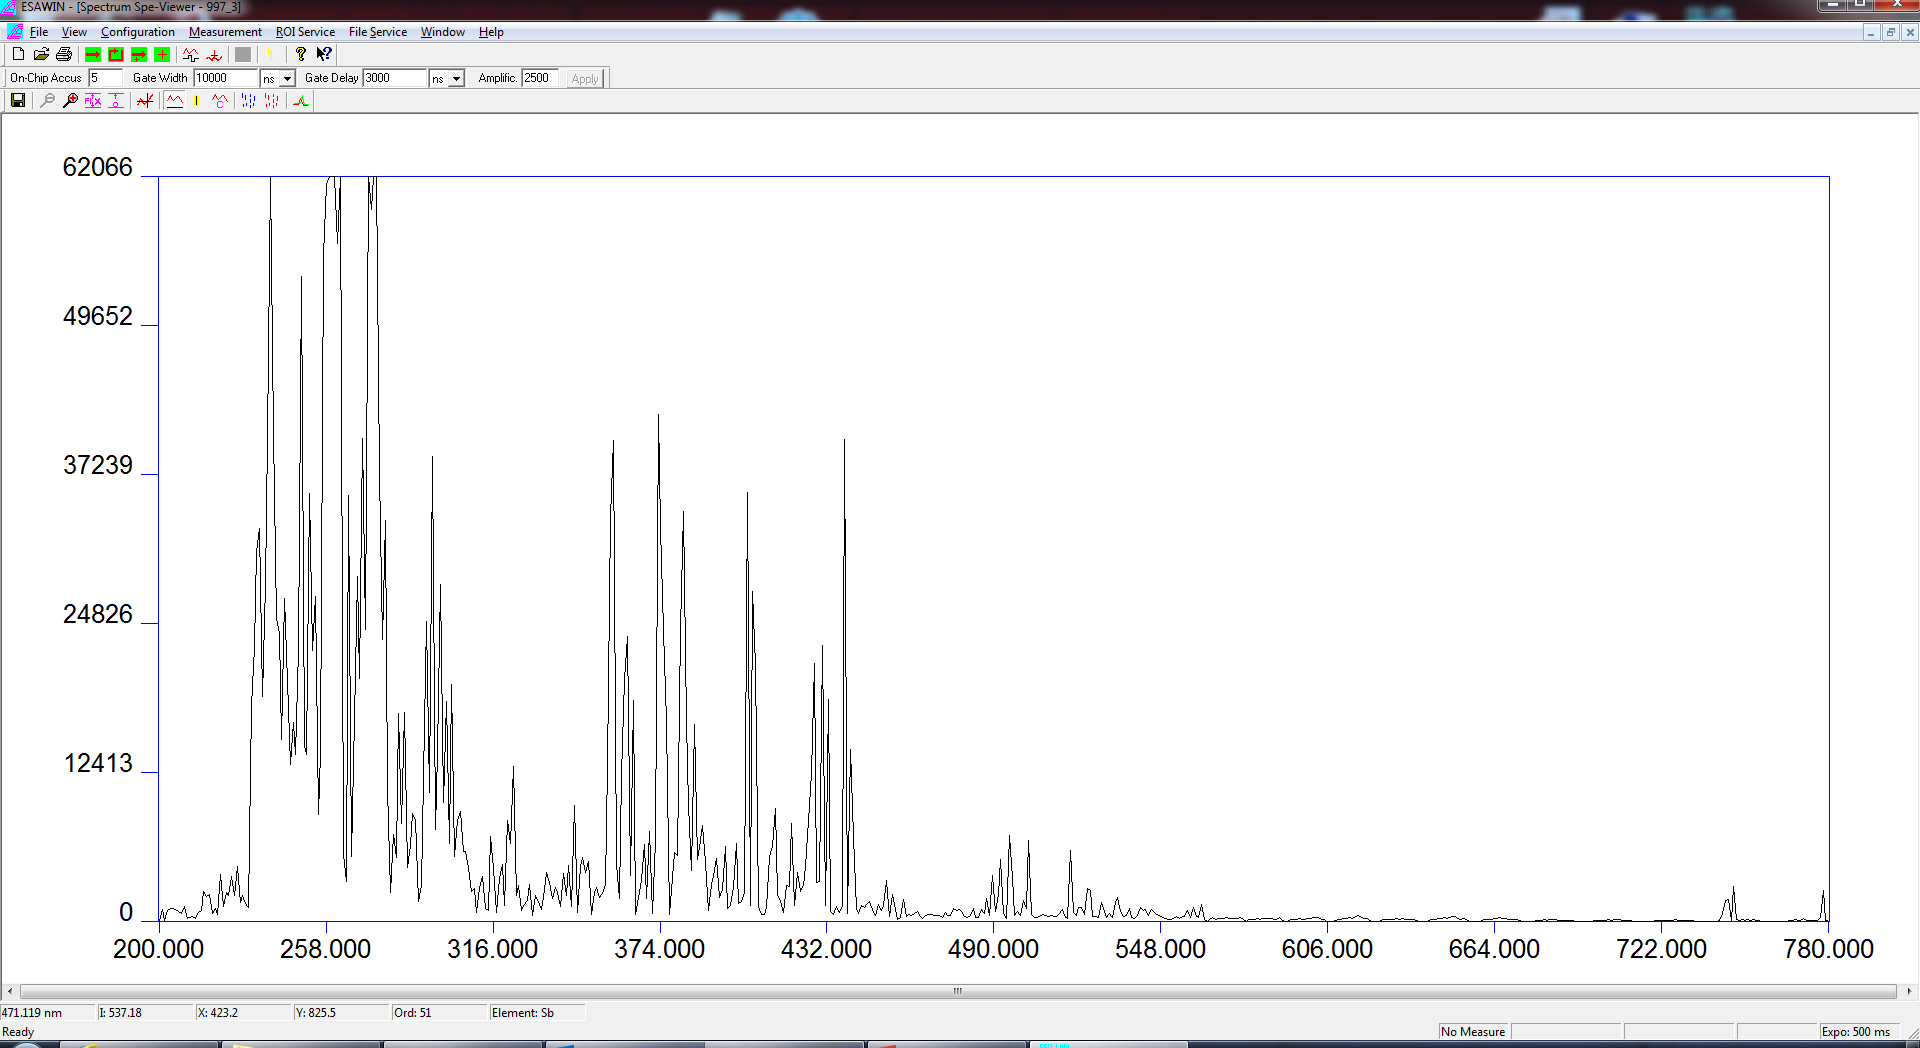 ESAWIN - [Spectrum Spe-Viewer - 997_3]
File View Configuration Measurement ROI Service File Service Window Help
On-Chip Accus 5 Gate Width 10000 ns Gate Delay 3000 ns Amplific. 2500 Apply
62066
49652
37239
24826
12413
0
200.000 258.000 316.000 374.000 432.000 490.000 548.000 606.000 664.000 722.000 780.000
471.119 nm I: 537.18 X: 423.2 Y: 825.5 Ord: 51 Element: Sb
Ready No Measure Expo: 500 ms